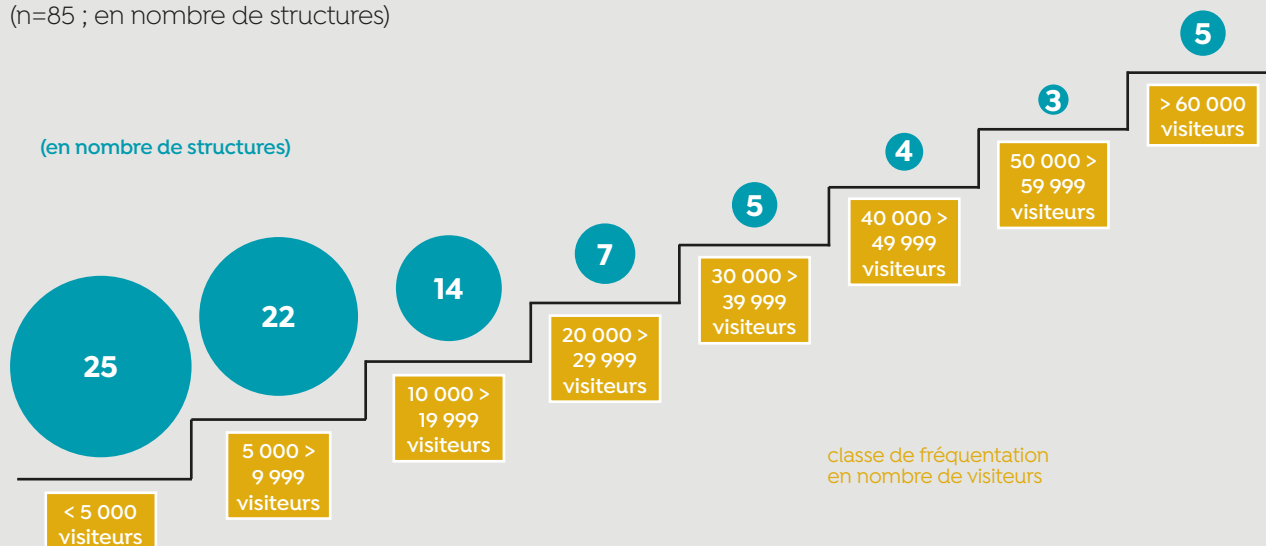 (n=85 ; en nombre de structures)
(en nombre de structures)
25
< 5 000
visiteurs
22
5 000 >
9 999
visiteurs
14
10 000 >
19 999
visiteurs
7
20 000 >
29 999
visiteurs
5
30 000 >
39 999
visiteurs
4
40 000 >
49 999
visiteurs
3
50 000 >
59 999
visiteurs
5
> 60 000
visiteurs
classe de fréquentation
en nombre de visiteurs